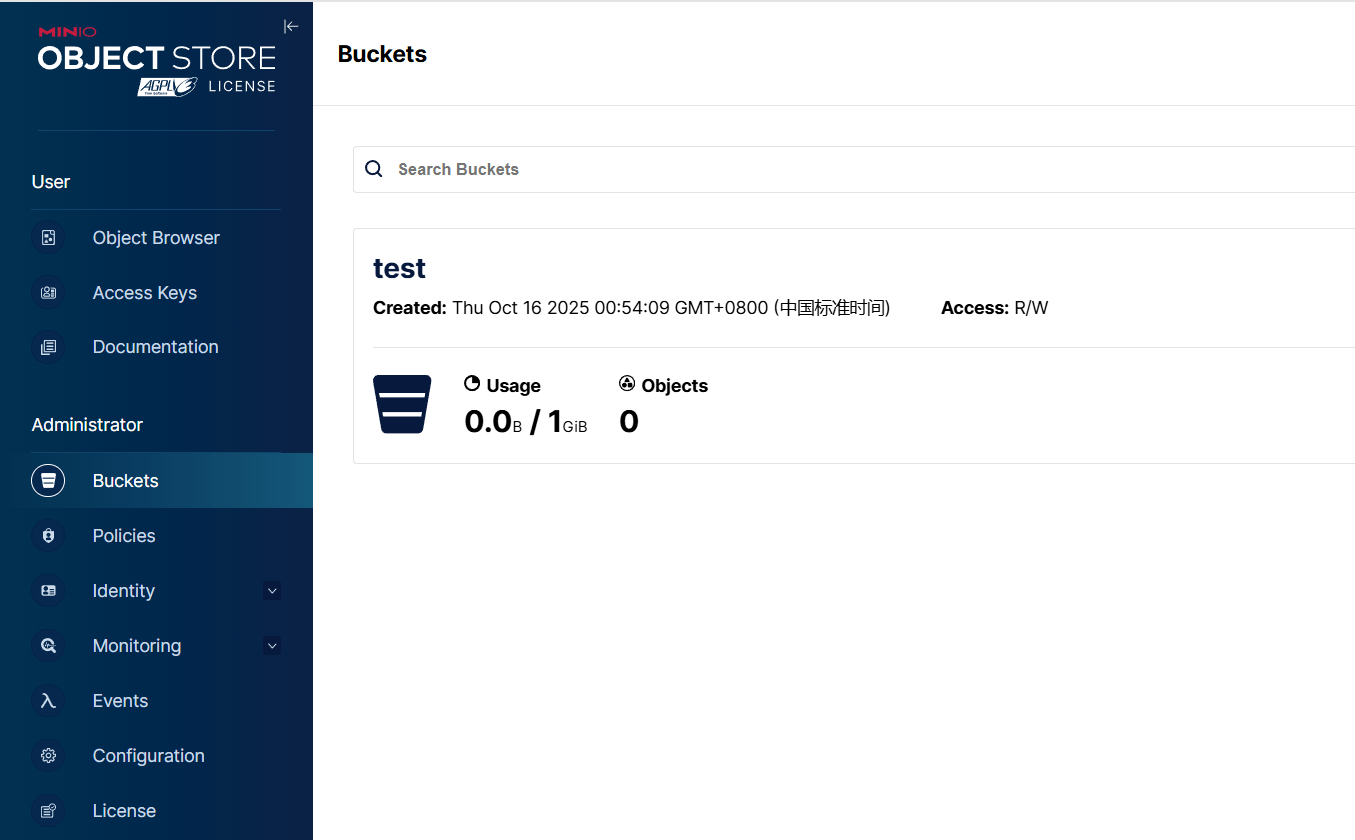 MINIO
OBJECT STORE
AGPLv3 LICENSE
User
Object Browser
Access Keys
Documentation
Administrator
Buckets
Policies
Identity
Monitoring
Events
Configuration
License
Buckets
Search Buckets
test
Created: Thu Oct 16 2025 00:54:09 GMT+0800 (中国标准时间) Access: R/W
Usage Objects
0.0B / 1GiB 0